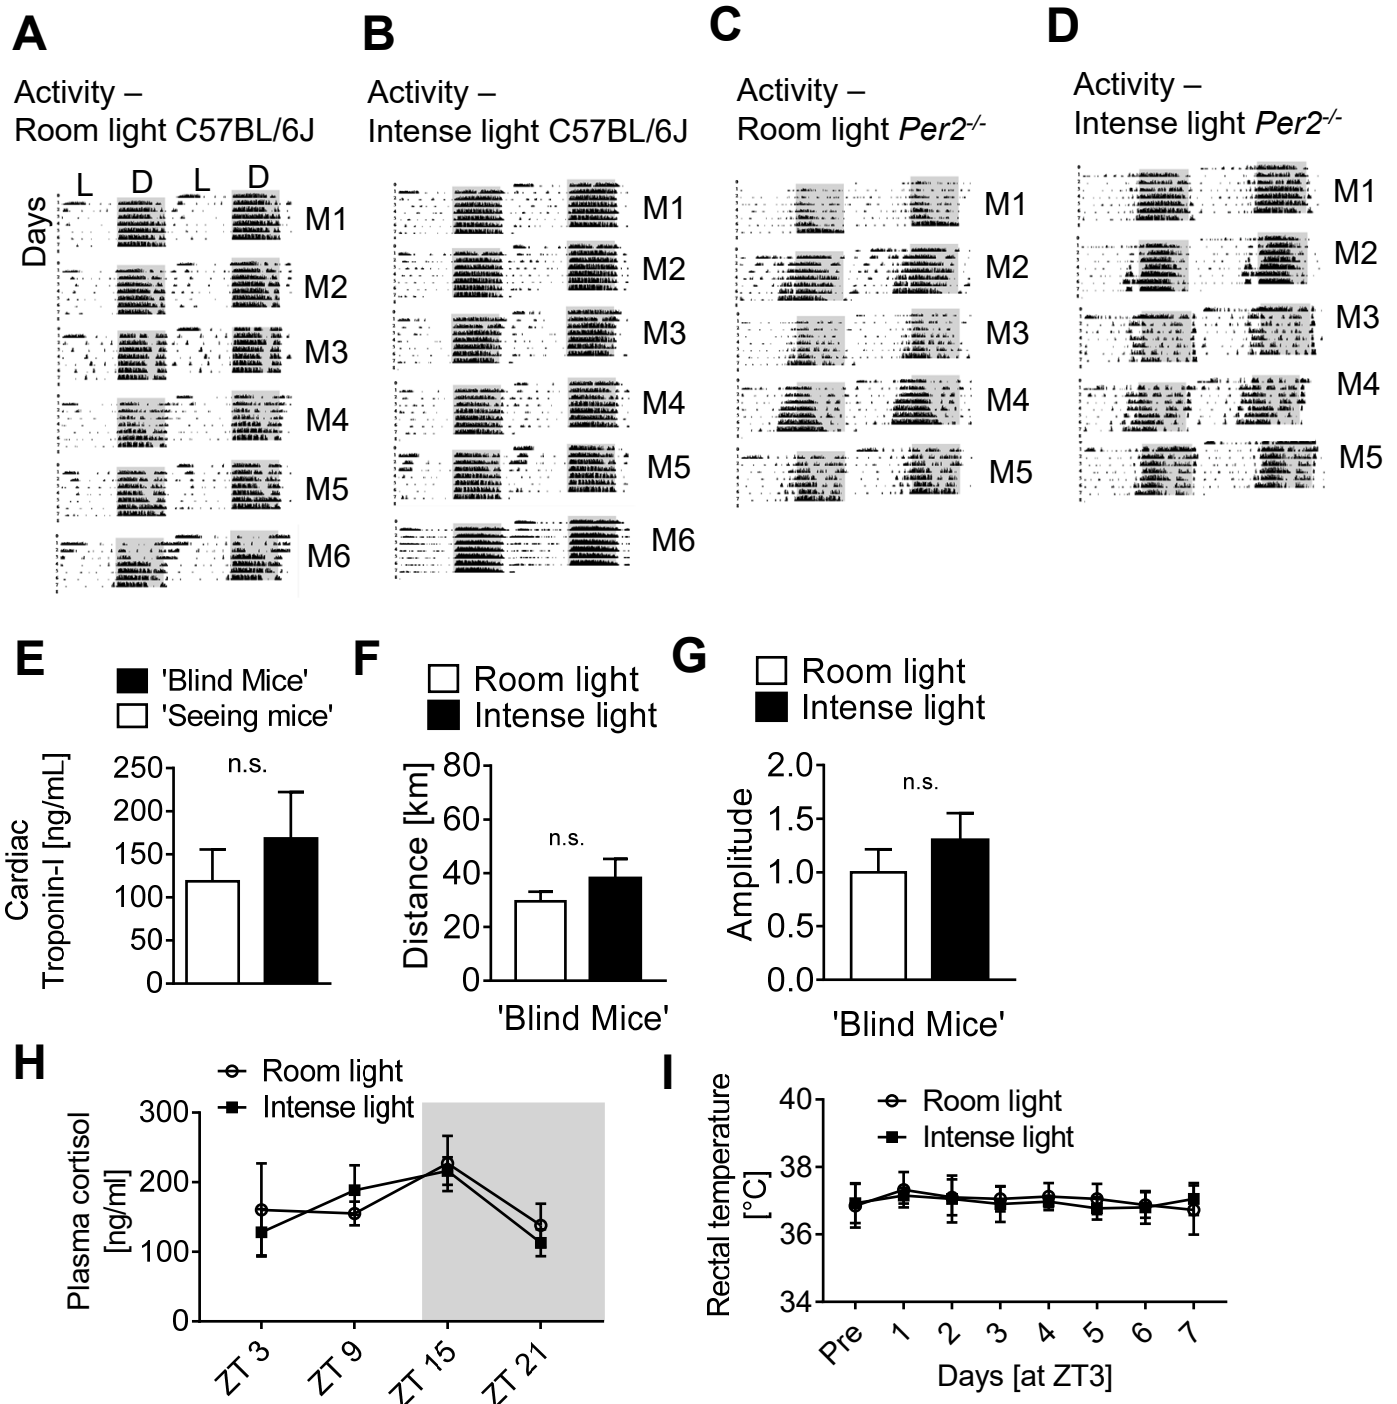 A
B
C
D
Activity –
Room light C57BL/6J
Activity –
Intense light C57BL/6J
Activity –
Room light Per2-/-
Activity –
Intense light Per2-/-
L D L D
Days
M1
M2
M3
M4
M5
M6
M1
M2
M3
M4
M5
M6
M1
M2
M3
M4
M5
M1
M2
M3
M4
M5
E
'Blind Mice'
'Seeing mice'
Cardiac
Troponin-I [ng/mL]
250
200
150
100
50
0
n.s.
F
Room light
Intense light
Distance [km]
80
60
40
20
0
n.s.
'Blind Mice'
G
Room light
Intense light
Amplitude
2.0
1.5
1.0
0.5
0.0
n.s.
'Blind Mice'
H
Room light
Intense light
Plasma cortisol
[ng/ml]
300
200
100
0
ZT 3
ZT 9
ZT 15
ZT 21
I
Room light
Intense light
Rectal temperature
[°C]
40
38
36
34
Pre
1
2
3
4
5
6
7
Days [at ZT3]